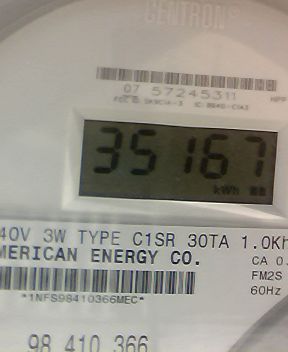 CENTRON®
07 57245311
35167
kWh
40V 3W TYPE C1SR 30TA 1.0Kh
MERICAN ENERGY CO.
CA 0.
FM2S
*1NFS98410366MEC*
60Hz
98 410 366